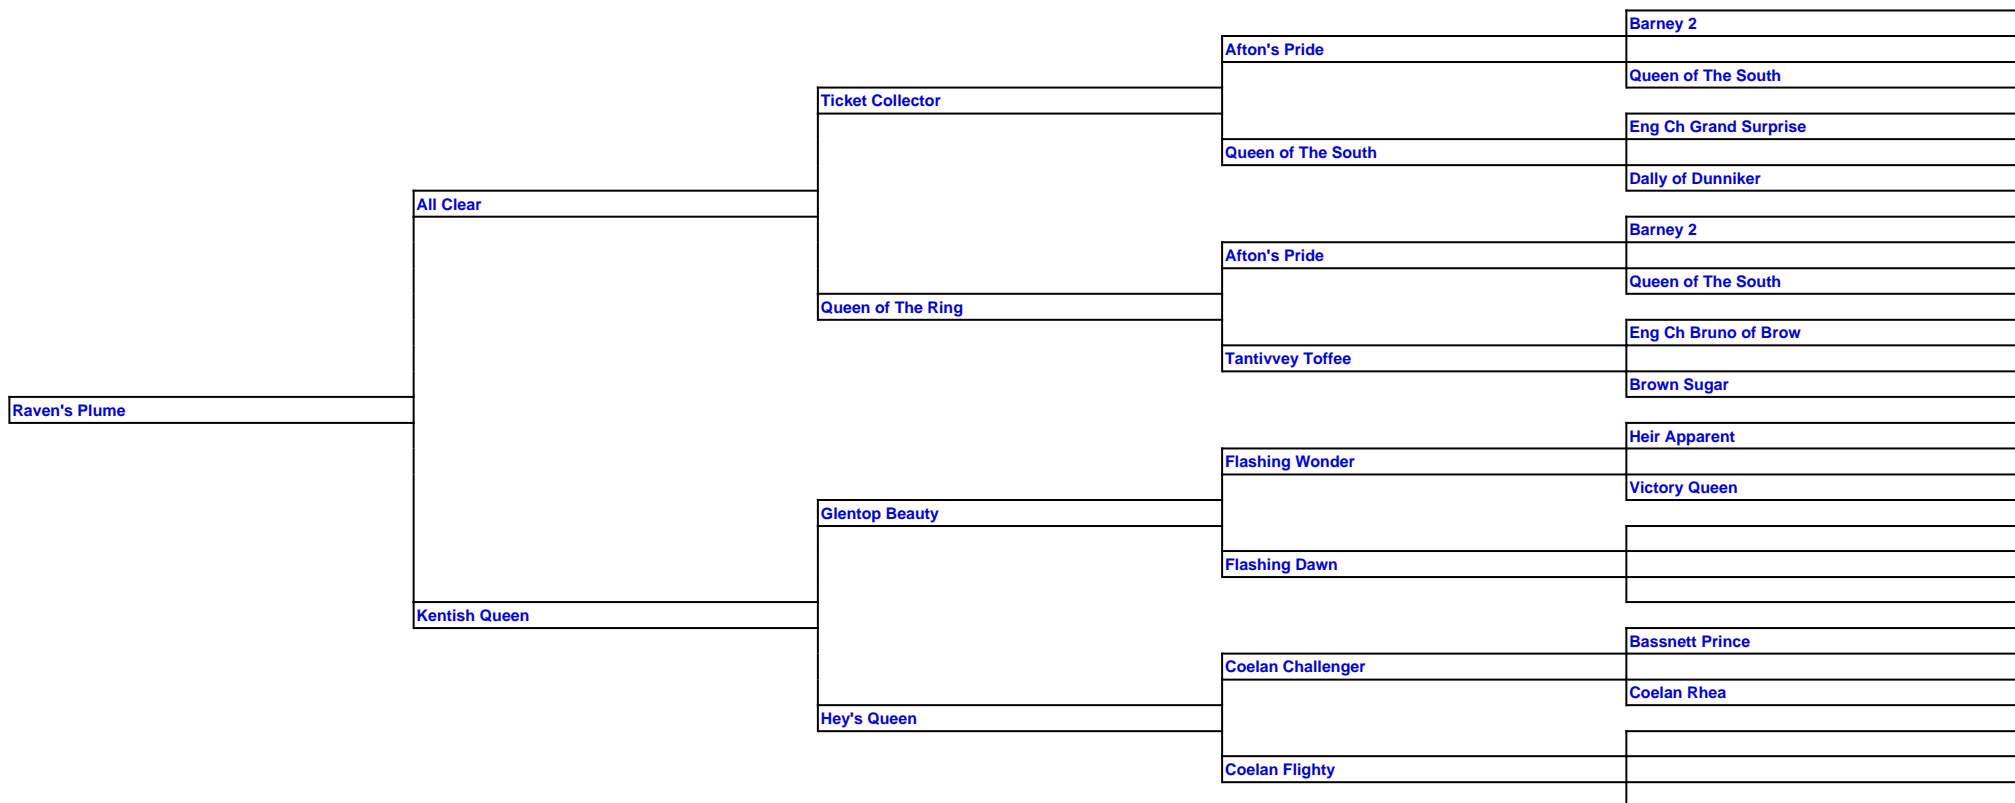 Barney 2
Afton's Pride
Queen of The South
Ticket Collector
Eng Ch Grand Surprise
Queen of The South
Dally of Dunniker
All Clear
Barney 2
Afton's Pride
Queen of The South
Queen of The Ring
Eng Ch Bruno of Brow
Tantivvey Toffee
Brown Sugar
Raven's Plume
Heir Apparent
Flashing Wonder
Victory Queen
Glentop Beauty
Flashing Dawn
Kentish Queen
Bassnett Prince
Coelan Challenger
Coelan Rhea
Hey's Queen
Coelan Flighty